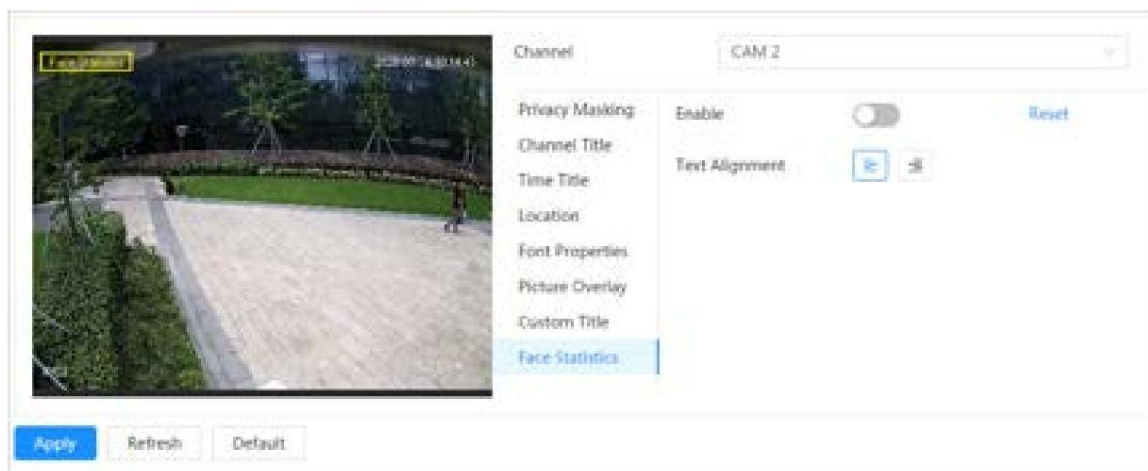 Channel
CAM 2
Privacy Masking
Channel Title
Time Title
Location
Font Properties
Picture Overlay
Custom Title
Face Statistics
Enable
Reset
Text Alignment
Apply
Refresh
Default